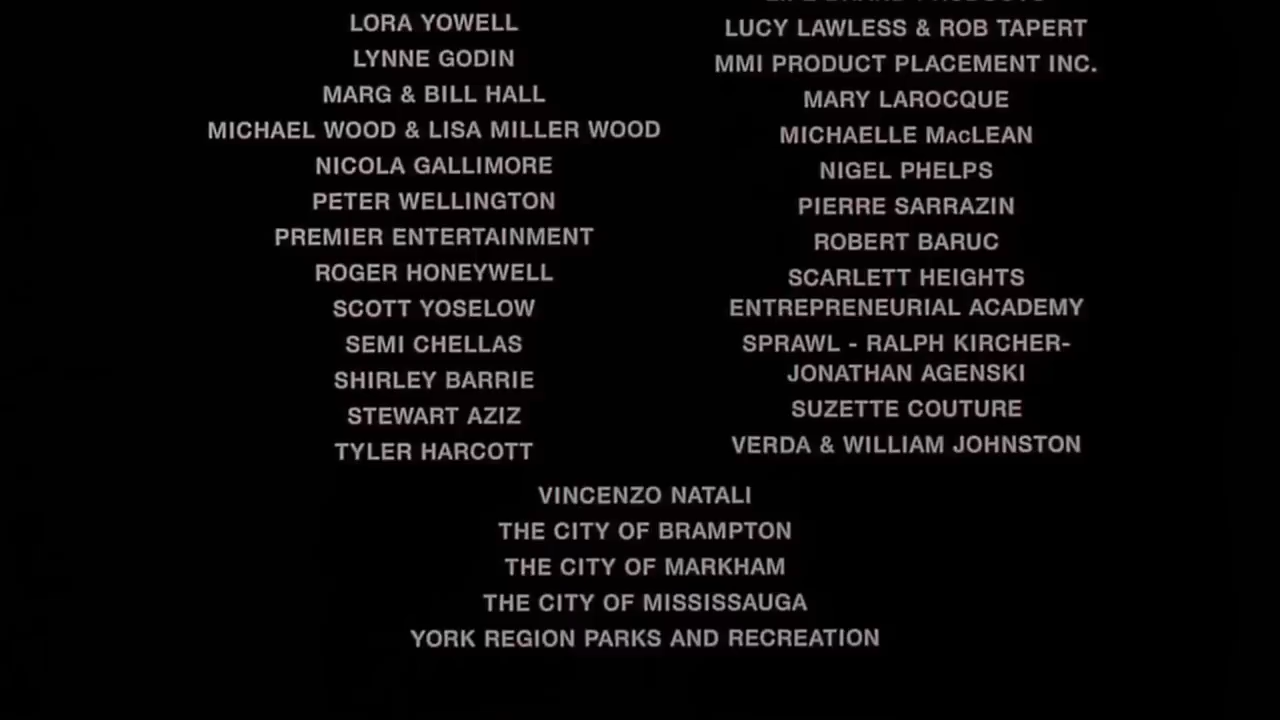 LORA YOWELL
LYNNE GODIN
MARG & BILL HALL
MICHAEL WOOD & LISA MILLER WOOD
NICOLA GALLIMORE
PETER WELLINGTON
PREMIER ENTERTAINMENT
ROGER HONEYWELL
SCOTT YOSELOW
SEMI CHELLAS
SHIRLEY BARRIE
STEWART AZIZ
TYLER HARCOTT
LUCY LAWLESS & ROB TAPERT
MMI PRODUCT PLACEMENT INC.
MARY LAROCQUE
MICHAELLE MACLEAN
NIGEL PHELPS
PIERRE SARRAZIN
ROBERT BARUC
SCARLETT HEIGHTS
ENTREPRENEURIAL ACADEMY
SPRAWL - RALPH KIRCHER-
JONATHAN AGENSKI
SUZETTE COUTURE
VERDA & WILLIAM JOHNSTON
VINCENZO NATALI
THE CITY OF BRAMPTON
THE CITY OF MARKHAM
THE CITY OF MISSISSAUGA
YORK REGION PARKS AND RECREATION